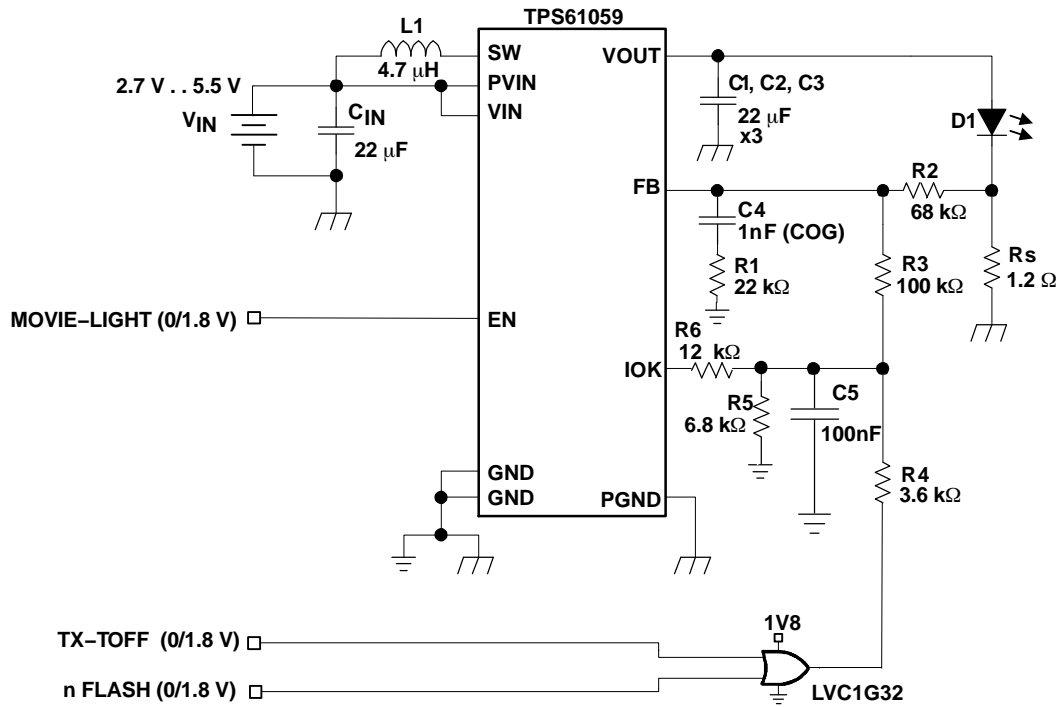 TPS61059
L1
4.7 μH
SW
PVIN
VIN
VOUT
2.7 V . . 5.5 V
VIN
CIN
22 μF
C1, C2, C3
22 μF
x3
D1
FB
R2
68 kΩ
C4
1nF (COG)
R1
22 kΩ
R3
100 kΩ
Rs
1.2 Ω
MOVIE–LIGHT (0/1.8 V)
EN
R6
12 kΩ
IOK
R5
6.8 kΩ
C5
100nF
R4
3.6 kΩ
GND
GND
PGND
TX–TOFF (0/1.8 V)
1V8
n FLASH (0/1.8 V)
LVC1G32